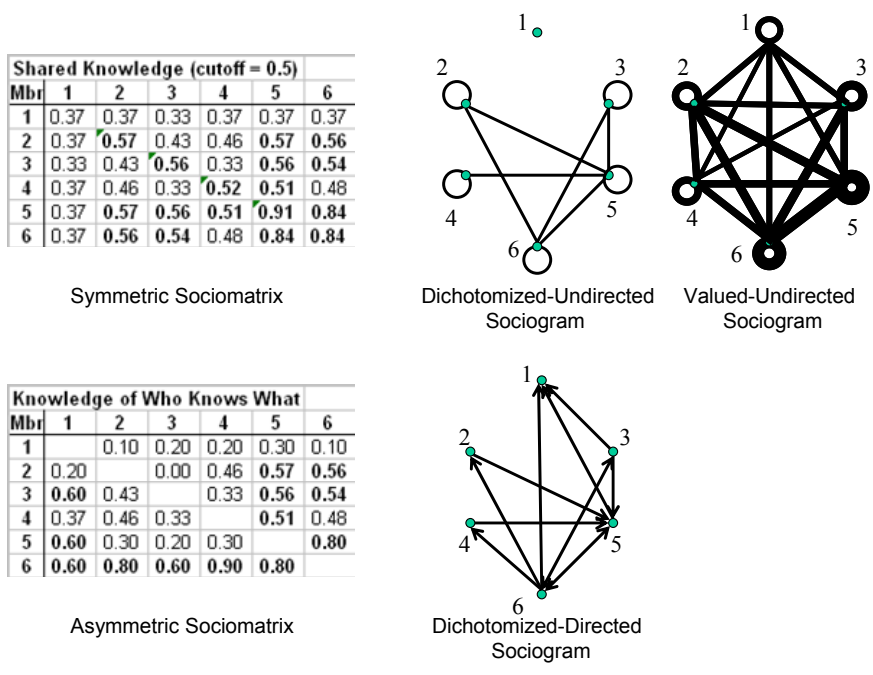 Shared Knowledge (cutoff = 0.5)
Mbr 1 2 3 4 5 6
1 0.37 0.37 0.33 0.37 0.37 0.37
2 0.37 0.57 0.43 0.46 0.57 0.56
3 0.33 0.43 0.56 0.33 0.56 0.54
4 0.37 0.46 0.33 0.52 0.51 0.48
5 0.37 0.57 0.56 0.51 0.91 0.84
6 0.37 0.56 0.54 0.48 0.84 0.84
Symmetric Sociomatrix
1
2 3
4 5
6
Dichotomized-Undirected
Sociogram
1
2 3
4 5
6
Valued-Undirected
Sociogram
Knowledge of Who Knows What
Mbr 1 2 3 4 5 6
1 0.10 0.20 0.20 0.30 0.10
2 0.20 0.00 0.46 0.57 0.56
3 0.60 0.43 0.33 0.56 0.54
4 0.37 0.46 0.33 0.51 0.48
5 0.60 0.30 0.20 0.30 0.80
6 0.60 0.80 0.60 0.90 0.80
Asymmetric Sociomatrix
1
2 3
4 5
6
Dichotomized-Directed
Sociogram